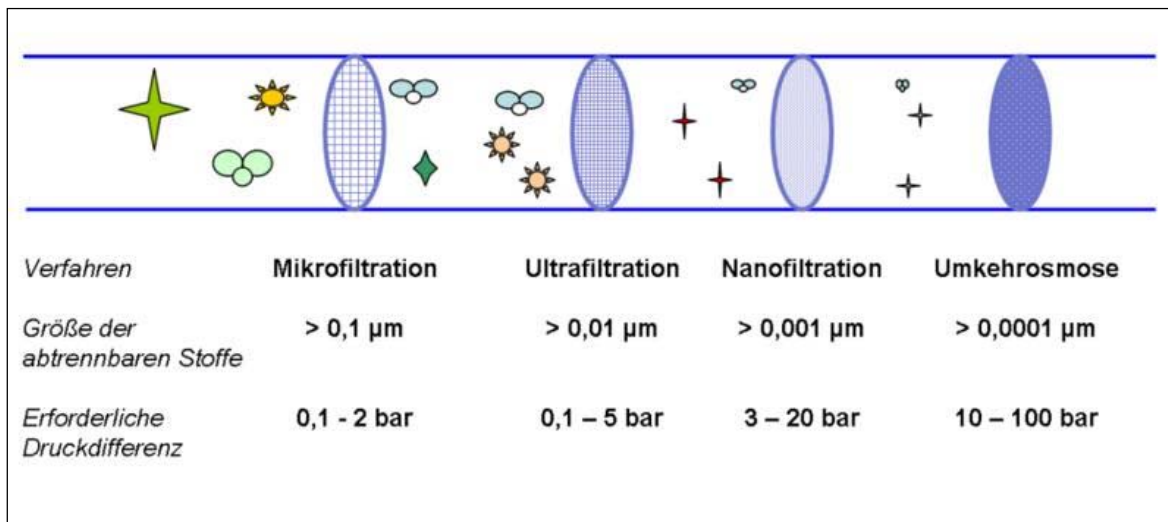 Verfahren Mikrofiltration Ultrafiltration Nanofiltration Umkehrosmose
Größe der abtrennbaren Stoffe > 0,1 µm > 0,01 µm > 0,001 µm > 0,0001 µm
Erforderliche Druckdifferenz 0,1 - 2 bar 0,1 – 5 bar 3 – 20 bar 10 – 100 bar